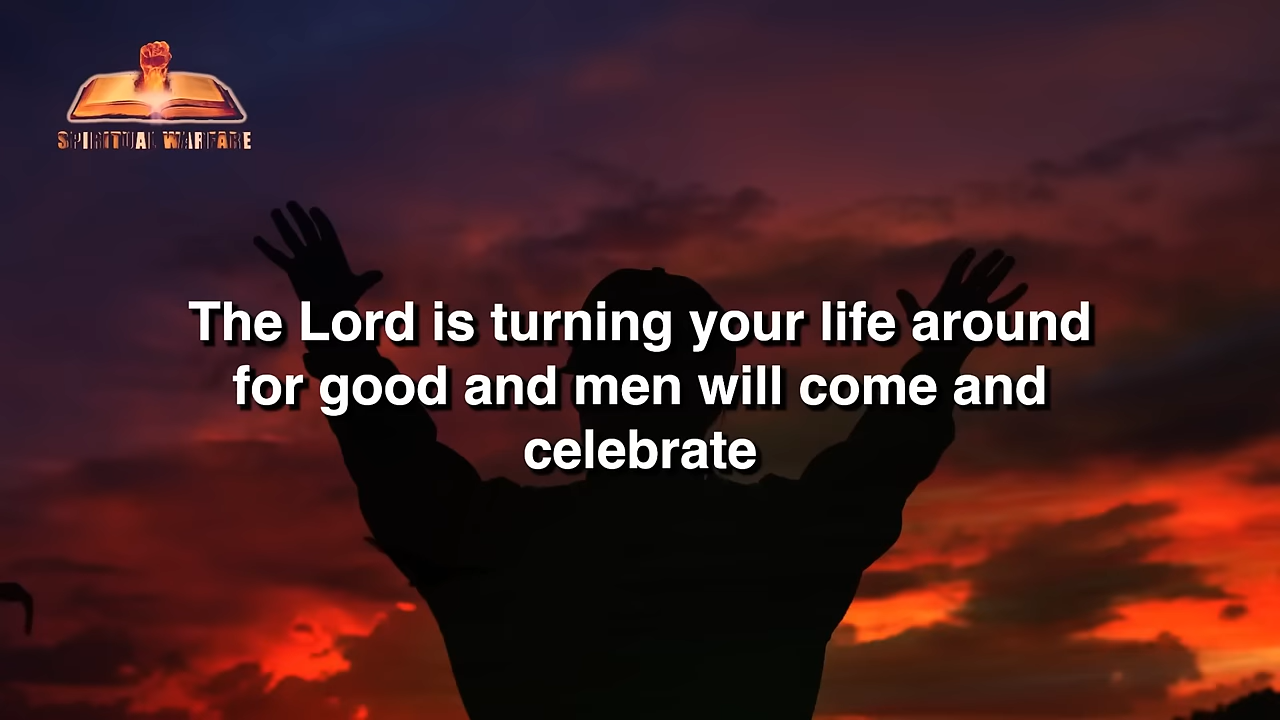 SPIRITUAL WARFARE
The Lord is turning your life around
for good and men will come and
celebrate